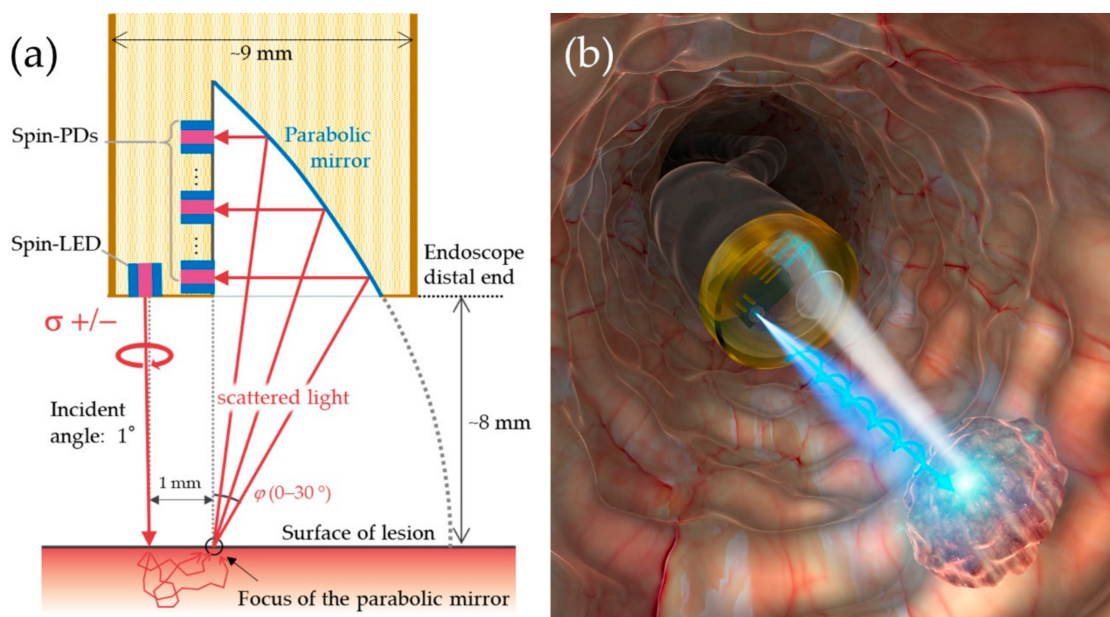 (a)
~9 mm
Spin-PDs
Parabolic
mirror
⋮
⋮
Spin-LED
Endoscope
distal end
σ +/−
scattered light
Incident
angle: 1°
~8 mm
1 mm
φ (0–30 °)
Surface of lesion
Focus of the parabolic mirror
(b)